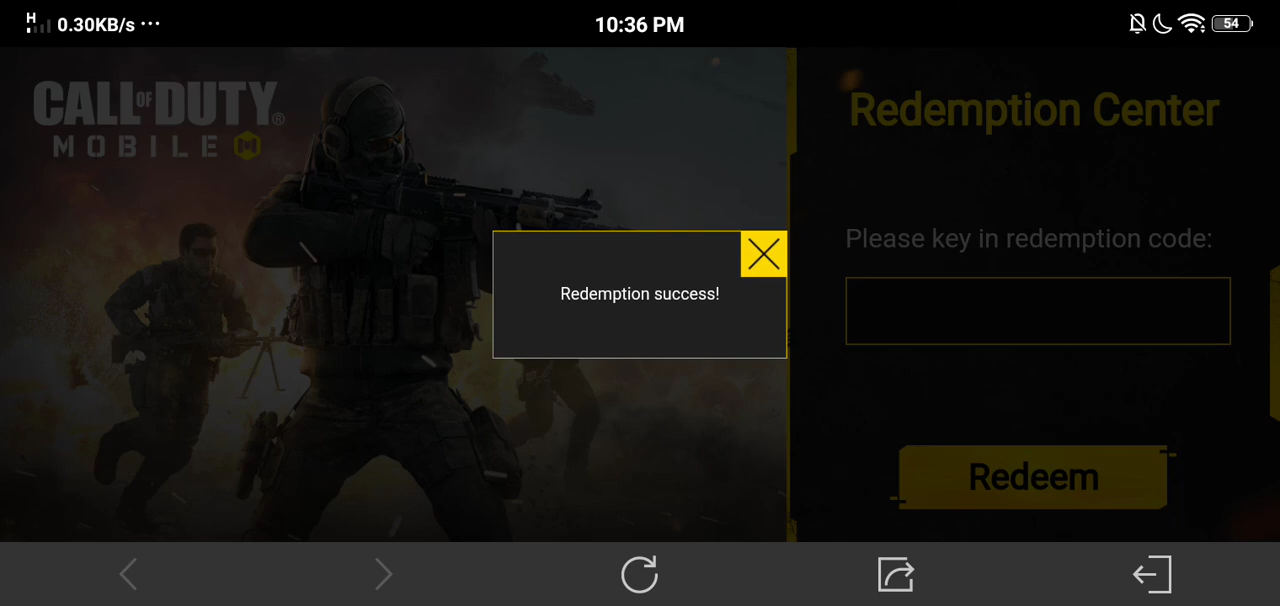 H
0.30KB/s ...
10:36 PM
54
CALL OF DUTY®
MOBILE
Redemption Center
Please key in redemption code:
Redemption success!
Redeem